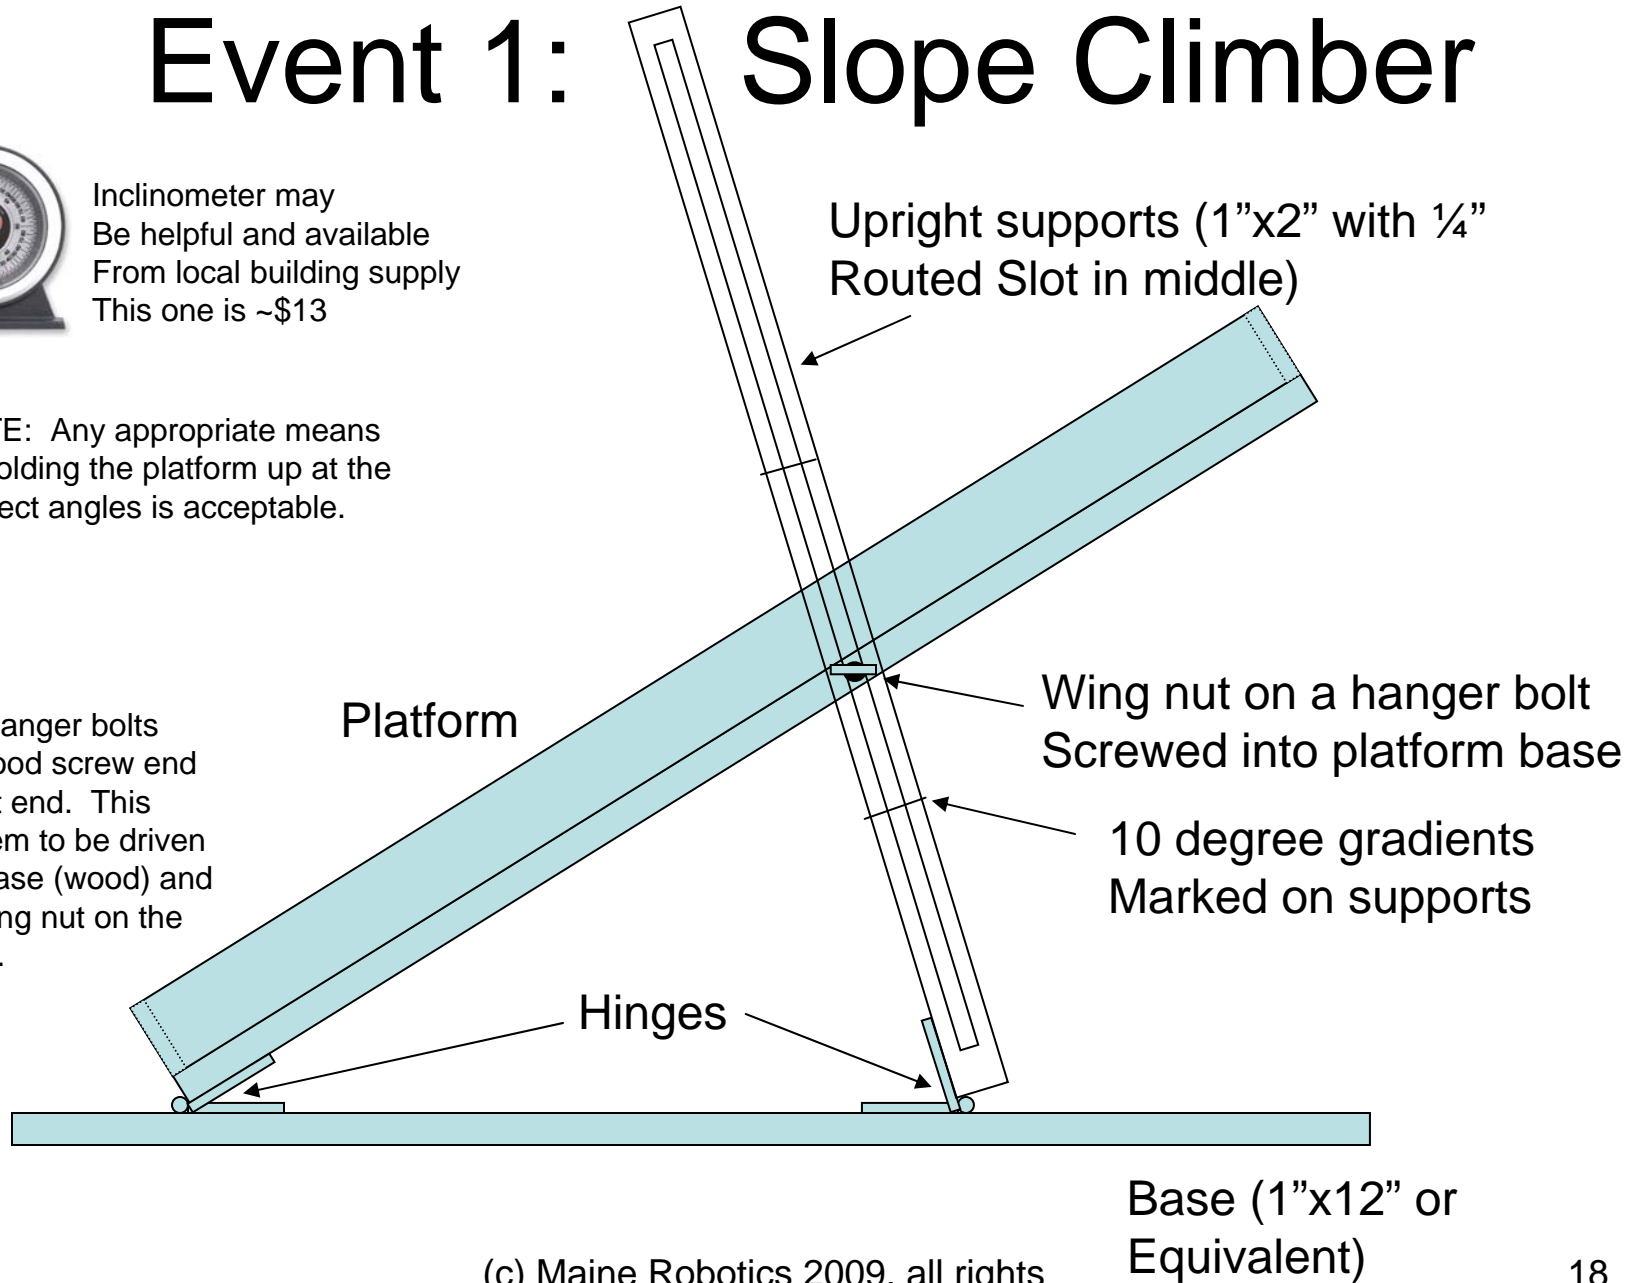 Event 1: Slope Climber
Inclinometer may
Be helpful and available
From local building supply
This one is ~$13
Upright supports (1”x2” with ¼”
Routed Slot in middle)
TE: Any appropriate means
olding the platform up at the
ect angles is acceptable.
Platform
anger bolts
ood screw end
t end. This
em to be driven
ase (wood) and
ng nut on the
.
Wing nut on a hanger bolt
Screwed into platform base
10 degree gradients
Marked on supports
Hinges
Base (1”x12” or
Equivalent)
(c) Maine Robotics 2009, all rights
18